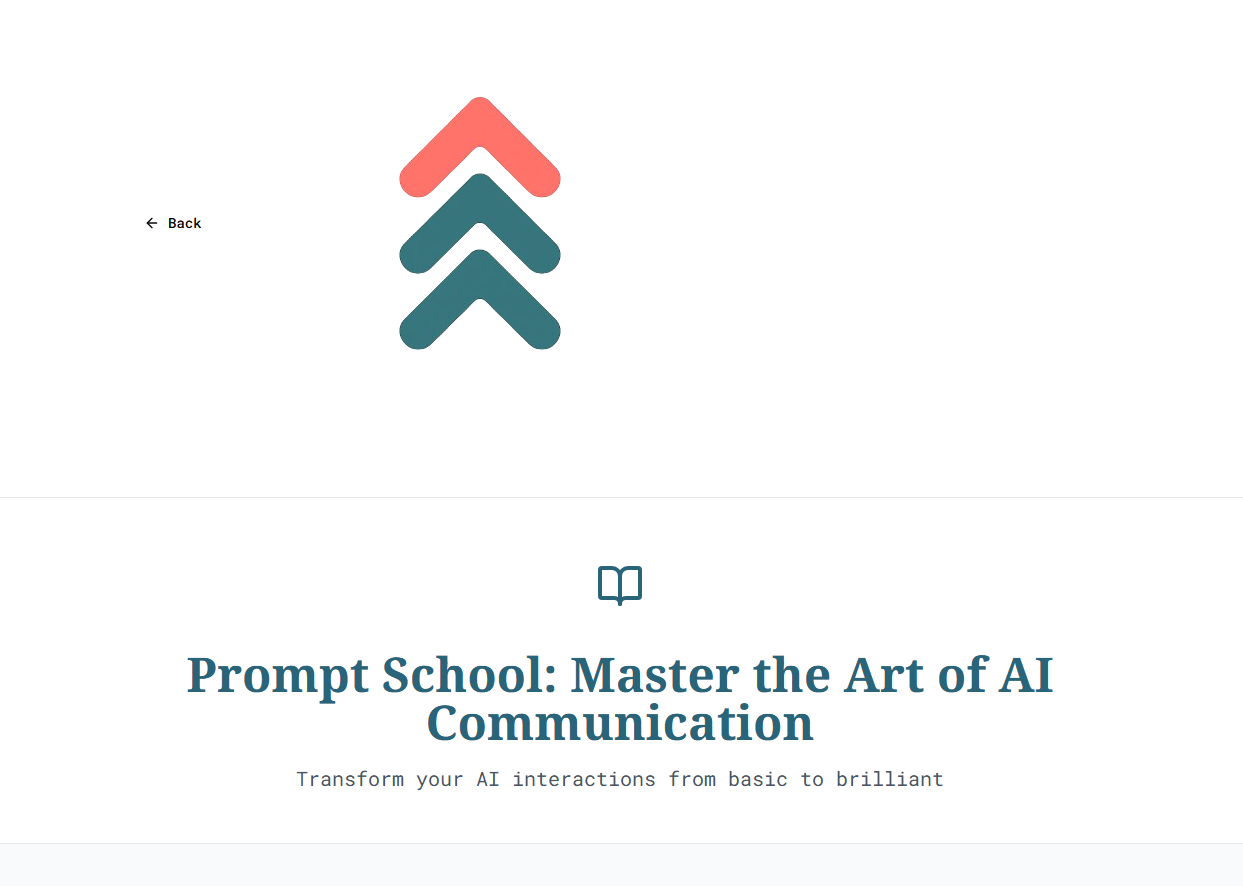 Back
Prompt School: Master the Art of AI
Communication
Transform your AI interactions from basic to brilliant